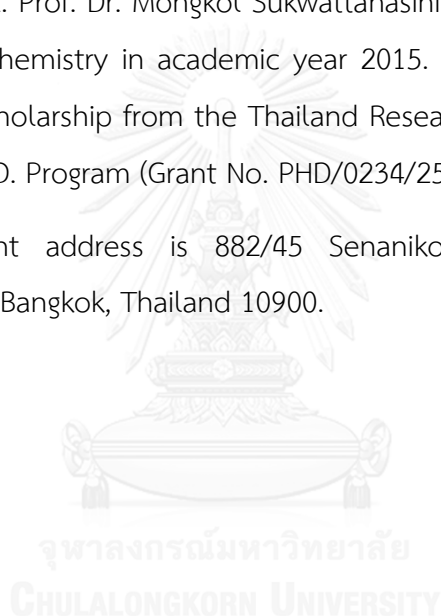 Prof. Dr. Mongkol Sukwattanasini
hemistry in academic year 2015.
holarship from the Thailand Resea
D. Program (Grant No. PHD/0234/25
nt address is 882/45 Senaniko
Bangkok, Thailand 10900.
จุฬาลงกรณ์มหาวิทยาลัย
CHULALONGKORN UNIVERSITY